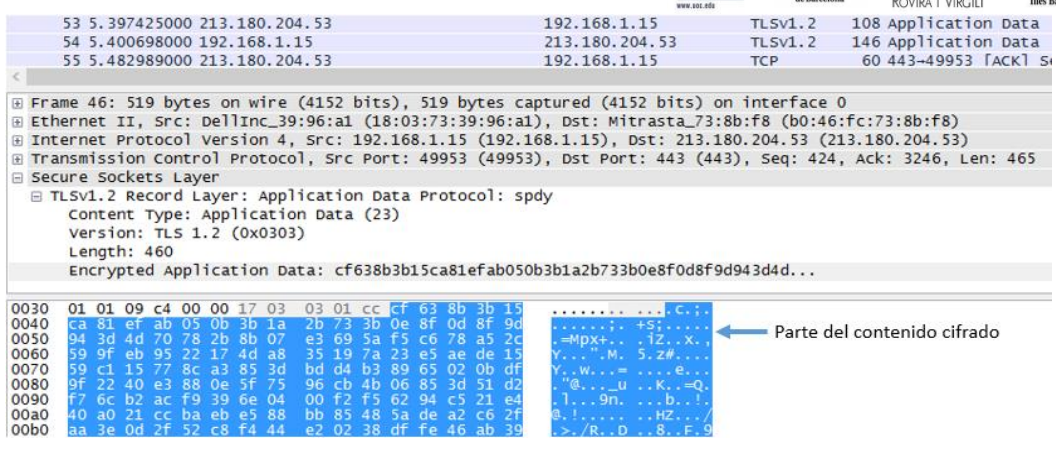 www.uoc.edu de Barcelona ROVIRA I VIRGILI
53 5.397425000 213.180.204.53 192.168.1.15 TLSv1.2 108 Application Data
54 5.400698000 192.168.1.15 213.180.204.53 TLSv1.2 146 Application Data
55 5.482989000 213.180.204.53 192.168.1.15 TCP 60 443→49953 [ACK] Se
Frame 46: 519 bytes on wire (4152 bits), 519 bytes captured (4152 bits) on interface 0
Ethernet II, Src: DellInc_39:96:a1 (18:03:73:39:96:a1), Dst: Mitrasta_73:8b:f8 (b0:46:fc:73:8b:f8)
Internet Protocol Version 4, Src: 192.168.1.15 (192.168.1.15), Dst: 213.180.204.53 (213.180.204.53)
Transmission Control Protocol, Src Port: 49953 (49953), Dst Port: 443 (443), Seq: 424, Ack: 3246, Len: 465
Secure Sockets Layer
TLSv1.2 Record Layer: Application Data Protocol: spdy
Content Type: Application Data (23)
Version: TLS 1.2 (0x0303)
Length: 460
Encrypted Application Data: cf638b3b15ca81efab050b3b1a2b733b0e8f0d8f9d943d4d...
0030 01 01 09 c4 00 00 17 03 03 01 cc cf 63 8b 3b 15 ........ ....c.;.
0040 ca 81 ef ab 05 0b 3b 1a 2b 73 3b 0e 8f 0d 8f 9d ......;. +s;.....
Parte del contenido cifrado
0050 94 3d 4d 70 78 2b 8b 07 e3 69 5a f5 c6 78 a5 2c .=Mpx+.. .iZ..x.,
0060 59 9f eb 95 22 17 4d a8 35 19 7a 23 e5 ae de 15 Y...".M. 5.z#....
0070 59 c1 15 77 8c a3 85 3d bd d4 b3 89 65 02 0b df Y..w...= ....e...
0080 9f 22 40 e3 88 0e 5f 75 96 cb 4b 06 85 3d 51 d2 ."@..._u ..K..=Q.
0090 f7 6c b2 ac f9 39 6e 04 00 f2 f5 62 94 c5 21 e4 .l...9n. ...b..!.
00a0 40 a0 21 cc ba eb e5 88 bb 85 48 5a de a2 c6 2f @.!..... ..HZ.../
00b0 aa 3e 0d 2f 52 c8 f4 44 e2 02 38 df fe 46 ab 39 .>./R..D ..8..F.9